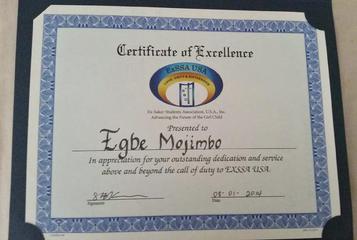 Certificate of Excellence
ExSSA USA
Ex Saker Students Association, U.S.A., Inc.
Advancing the Future of the Girl Child
Presented to
Egbe Mojimbo
In appreciation for your outstanding dedication and service
above and beyond the call of duty to EXSSA USA.
08-01-2014
Signature Date